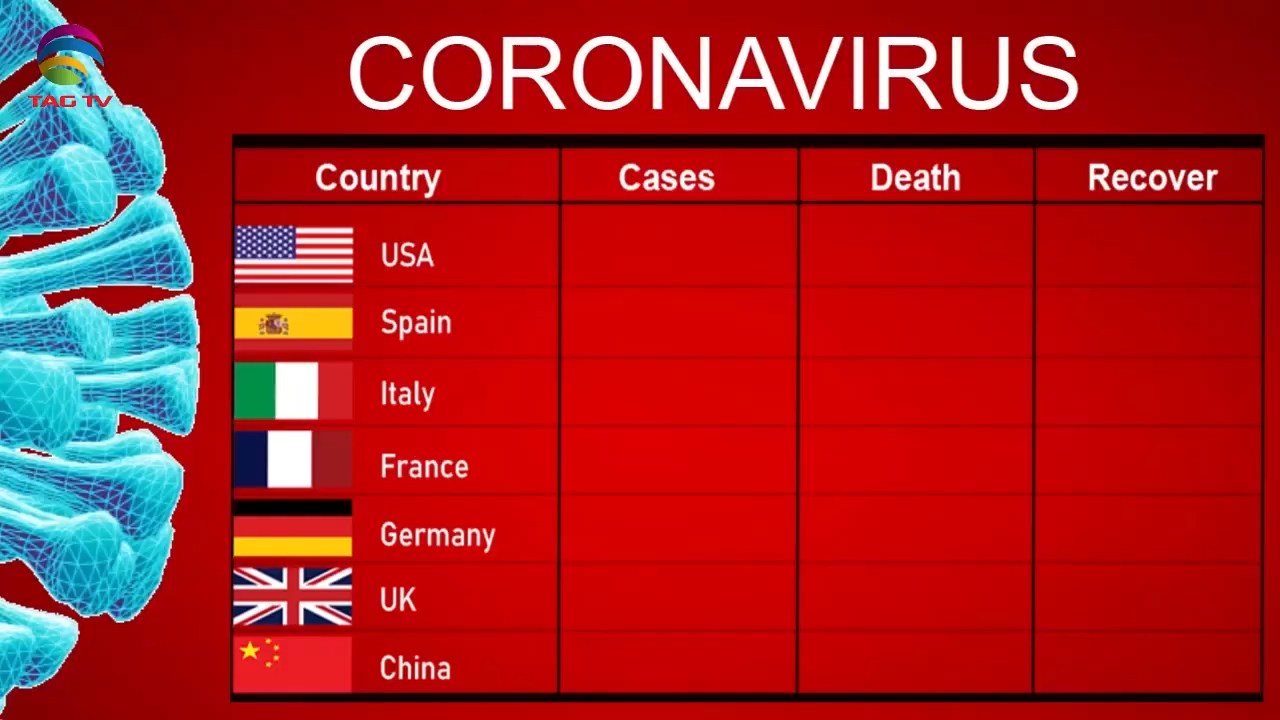 TAG TV
CORONAVIRUS
Country Cases Death Recover
USA
Spain
Italy
France
Germany
UK
China